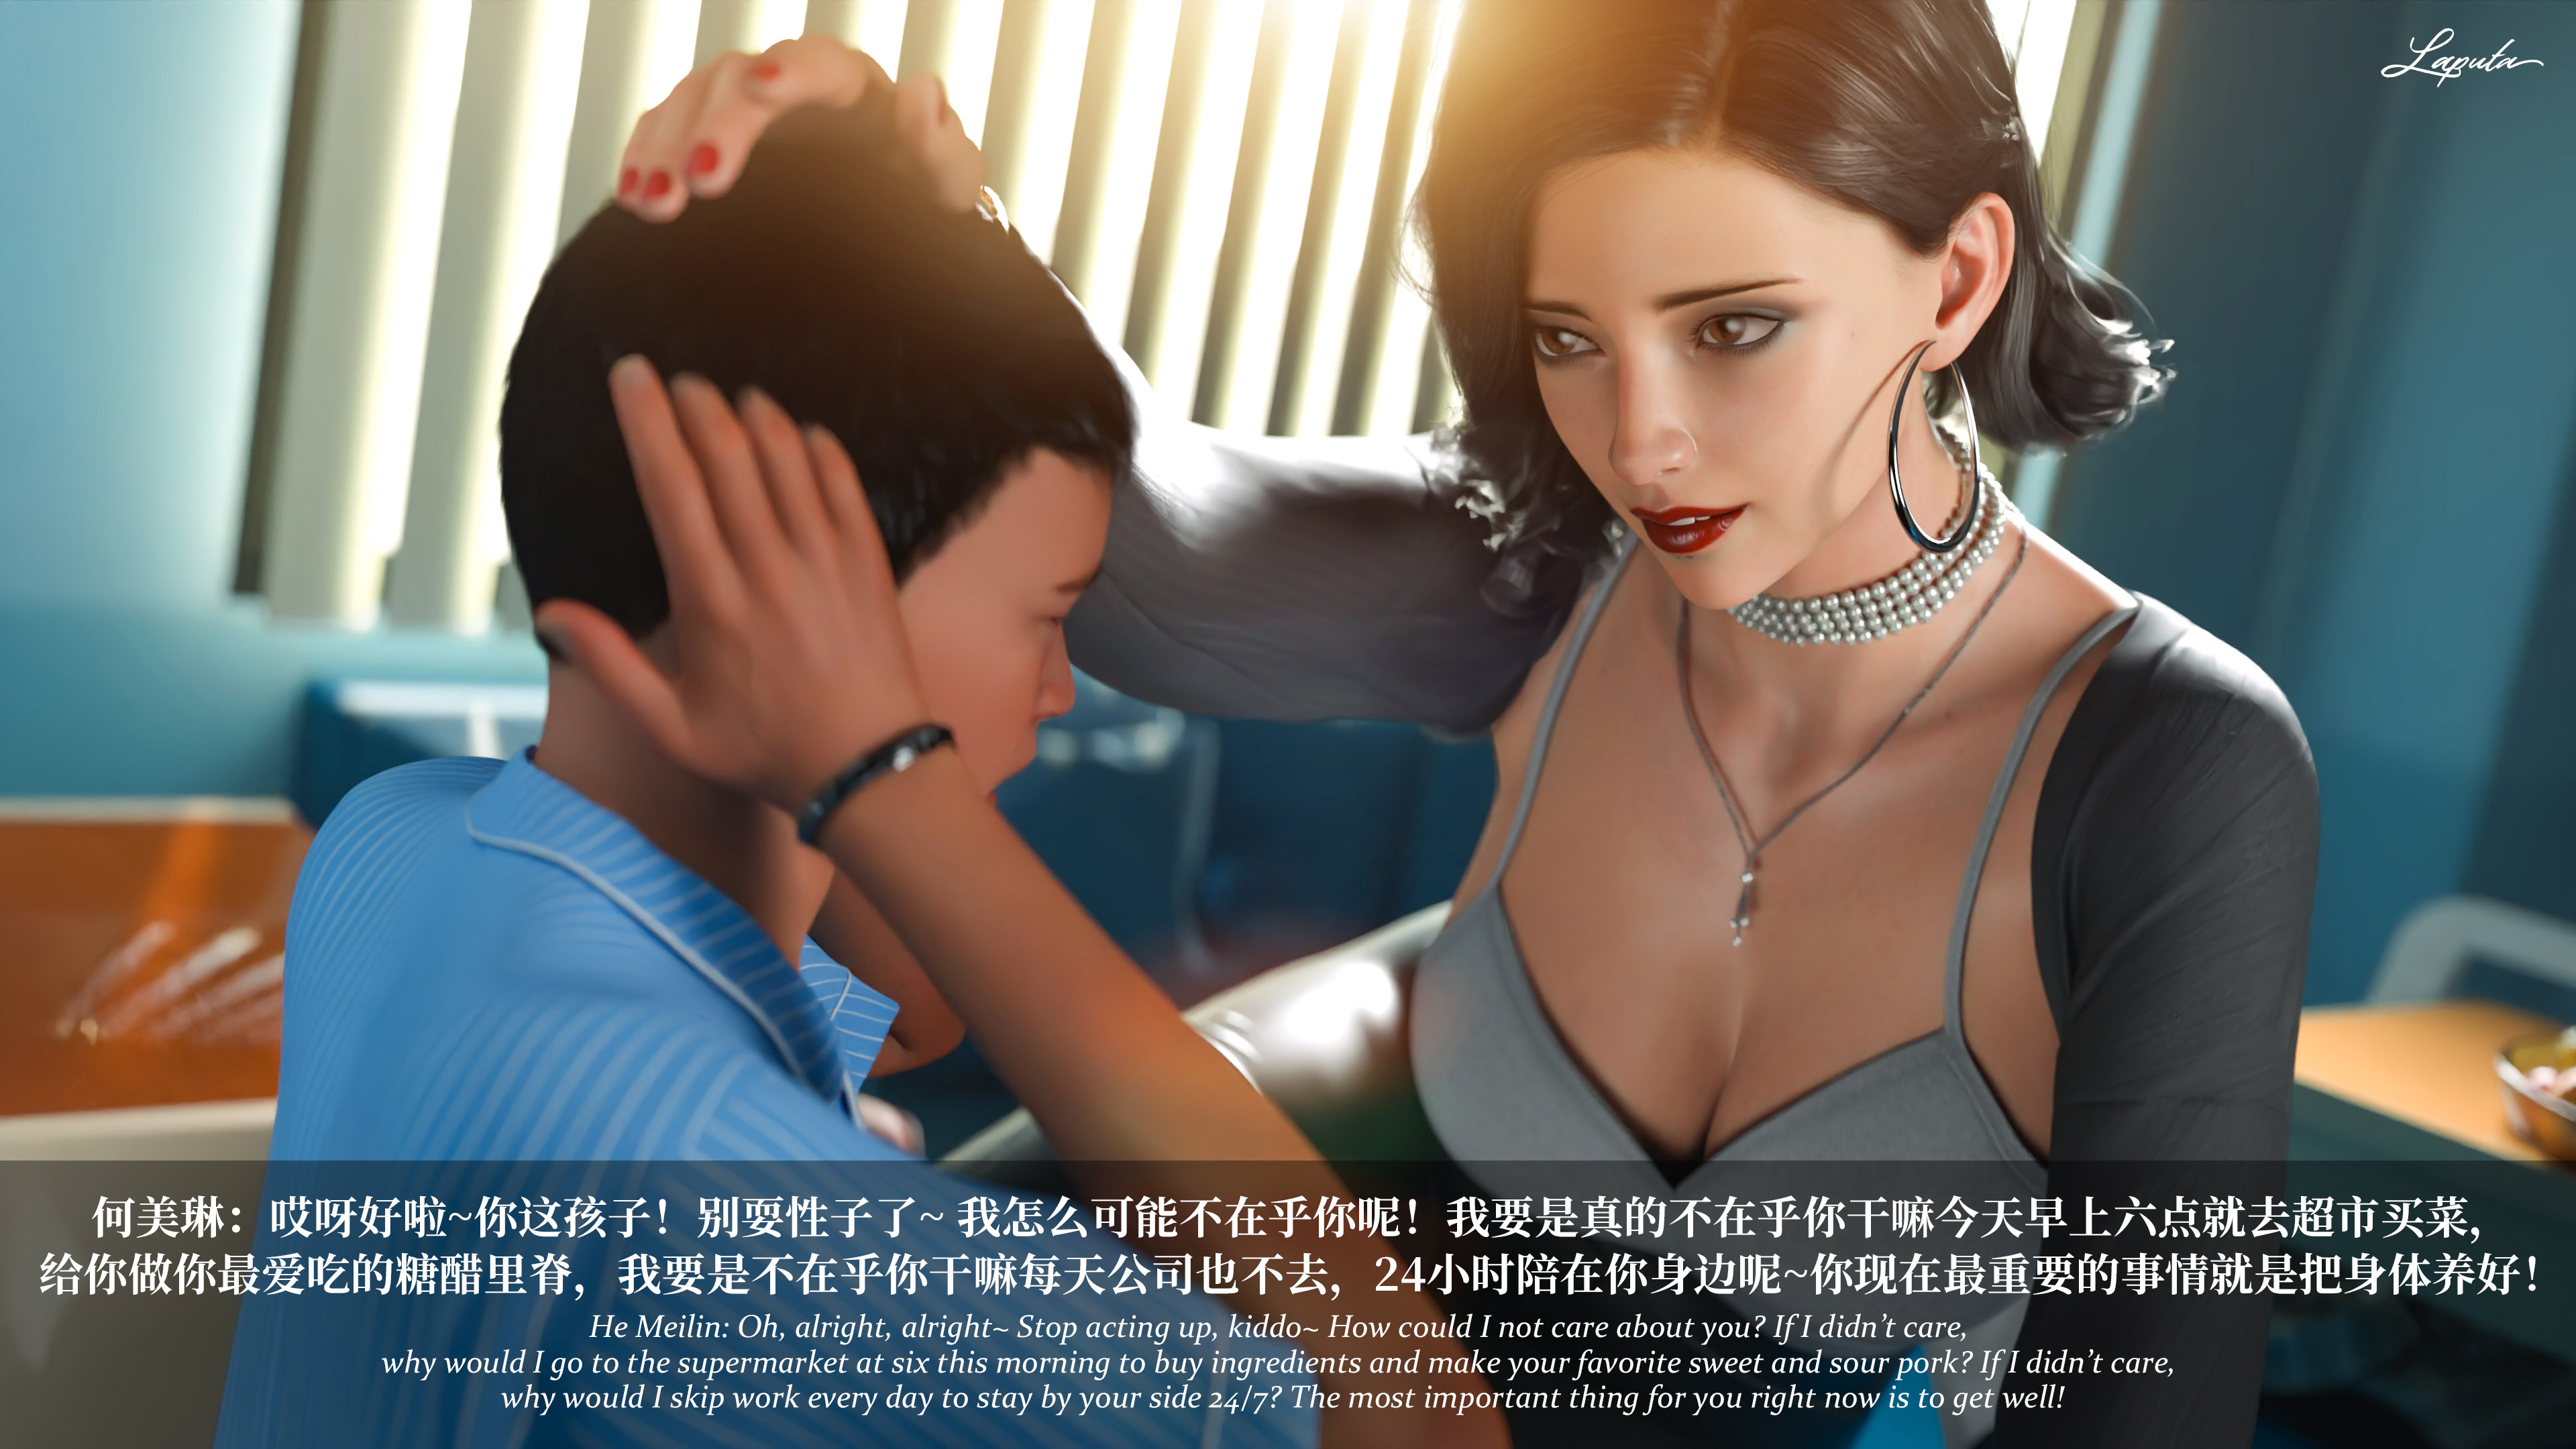 Laputa
何美琳：哎呀好啦~你这孩子！别耍性子了~ 我怎么可能不在乎你呢！我要是真的不在乎你干嘛今天早上六点就去超市买菜，
给你做你最爱吃的糖醋里脊，我要是不在乎你干嘛每天公司也不去，24小时陪在你身边呢~你现在最重要的事情就是把身体养好！
He Meilin: Oh, alright, alright~ Stop acting up, kiddo~ How could I not care about you? If I didn’t care,
why would I go to the supermarket at six this morning to buy ingredients and make your favorite sweet and sour pork? If I didn’t care,
why would I skip work every day to stay by your side 24/7? The most important thing for you right now is to get well!